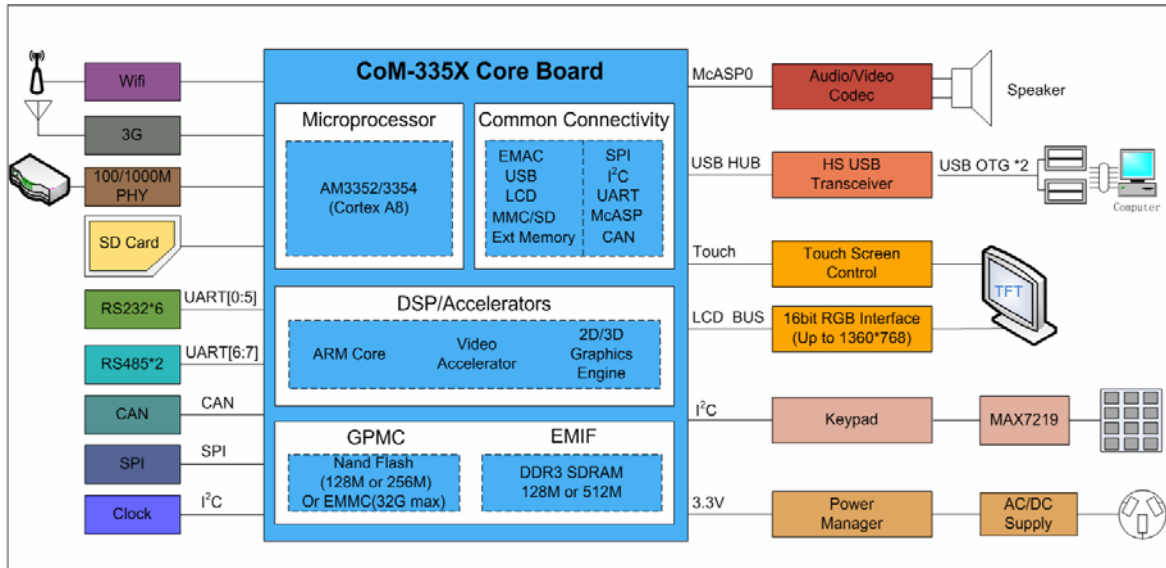 CoM-335X Core Board
Wifi
3G
100/1000M
PHY
SD Card
RS232*6
UART[0:5]
RS485*2
UART[6:7]
CAN
CAN
SPI
SPI
Clock
I²C
Microprocessor
AM3352/3354
(Cortex A8)
Common Connectivity
EMAC
USB
LCD
MMC/SD
Ext Memory
SPI
I²C
UART
McASP
CAN
DSP/Accelerators
ARM Core
Video
Accelerator
2D/3D
Graphics
Engine
GPMC
Nand Flash
(128M or 256M)
Or EMMC(32G max)
EMIF
DDR3 SDRAM
128M or 512M
McASP0
Audio/Video
Codec
Speaker
USB HUB
HS USB
Transceiver
USB OTG *2
Computer
Touch
Touch Screen
Control
TFT
LCD BUS
16bit RGB Interface
(Up to 1360*768)
I²C
Keypad
MAX7219
3.3V
Power
Manager
AC/DC
Supply